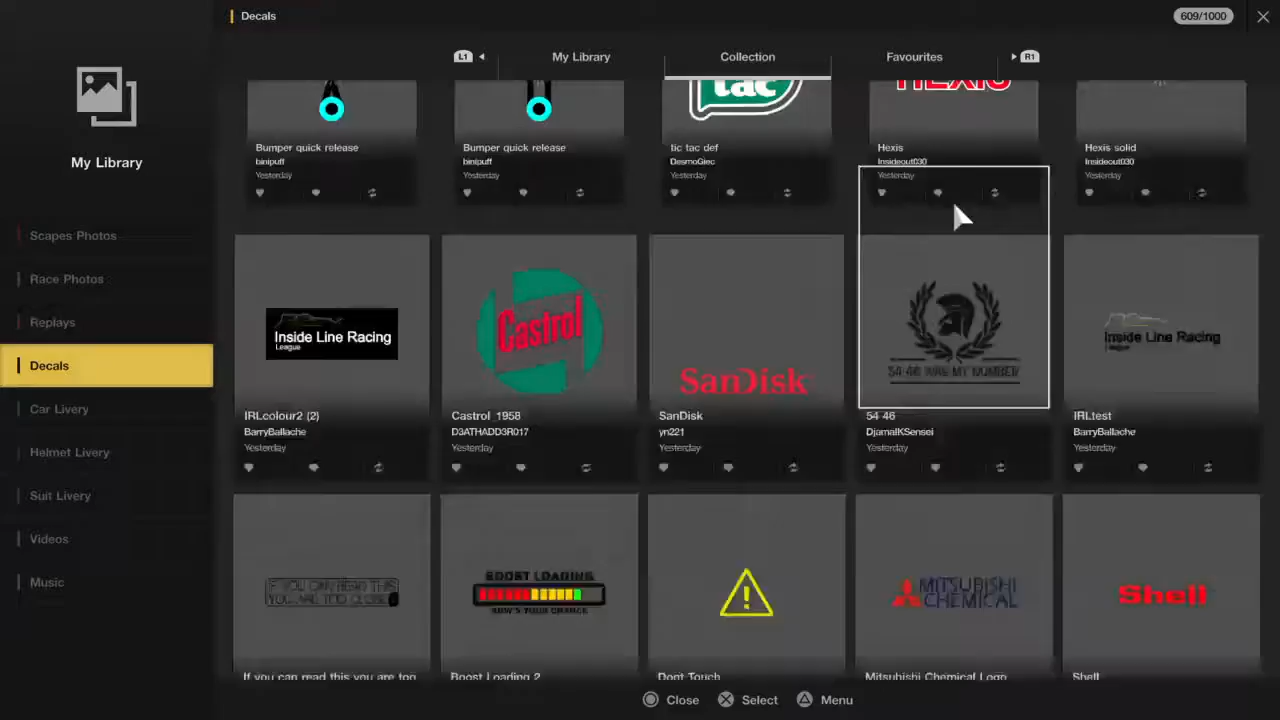 Decals
609/1000
L1
My Library
Collection
Favourites
R1
My Library
Scapes Photos
Race Photos
Replays
Decals
Car Livery
Helmet Livery
Suit Livery
Videos
Music
tac
HEXIS
Bumper quick release
binipuff
Yesterday
Bumper quick release
binipuff
Yesterday
tic tac def
DesmoGiec
Yesterday
Hexis
Insideout030
Yesterday
Hexis solid
Insideout030
Yesterday
Inside Line Racing
League
IRLcolour2 (2)
BarryBallache
Yesterday
Castrol
Castrol_1958
D3ATHADD3R017
Yesterday
SanDisk
SanDisk
yn221
Yesterday
54-46 WAS MY NUMBER
54 46
DjamalKSensei
Yesterday
Inside Line Racing
League
IRLtest
BarryBallache
Yesterday
IF YOU CAN READ THIS
YOU ARE TOO CLOSE
If you can read this you are too
BOOST LOADING
NOW'S YOUR CHANCE
Boost Loading 2
!
Dont Touch
MITSUBISHI
CHEMICAL
Mitsubishi Chemical Logo
Shell
Shell
Close
Select
Menu